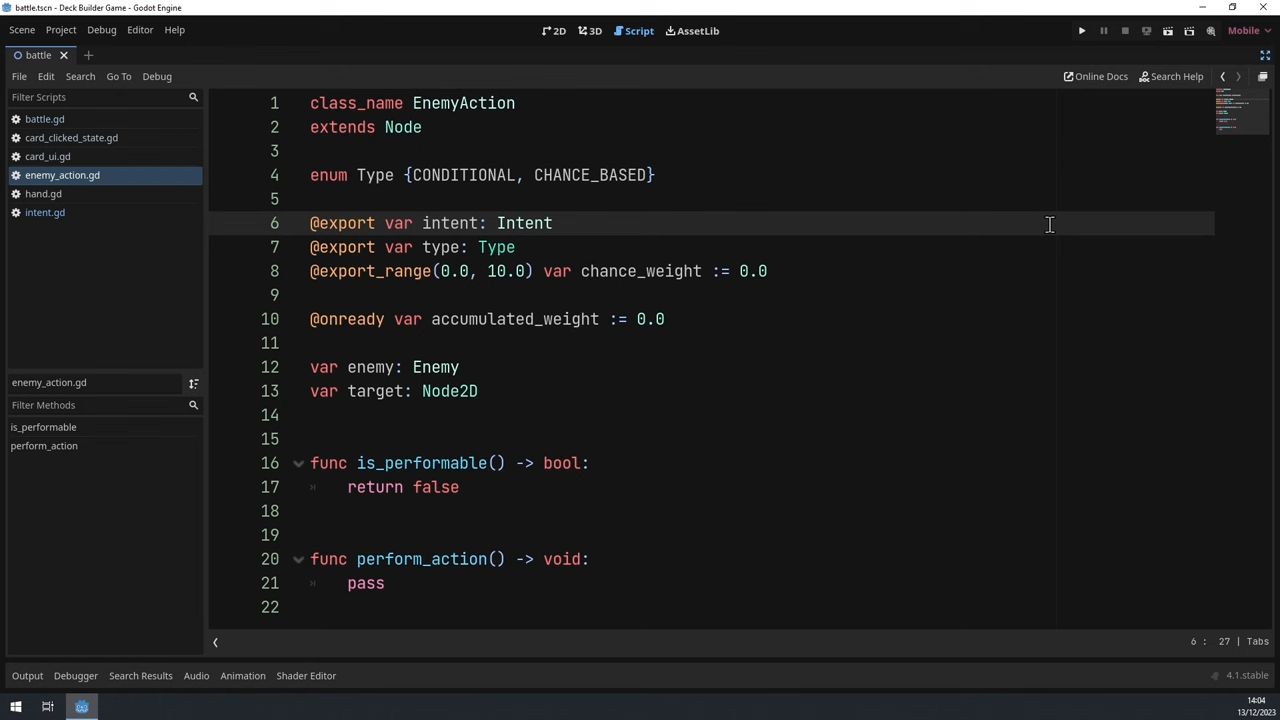 battle.tscn - Deck Builder Game - Godot Engine
Scene Project Debug Editor Help
2D 3D Script AssetLib
Mobile
battle
File Edit Search Go To Debug
Online Docs Search Help
Filter Scripts
battle.gd
card_clicked_state.gd
card_ui.gd
enemy_action.gd
hand.gd
intent.gd
enemy_action.gd
Filter Methods
is_performable
perform_action
1 class_name EnemyAction
2 extends Node
3
4 enum Type {CONDITIONAL, CHANCE_BASED}
5
6 @export var intent: Intent
7 @export var type: Type
8 @export_range(0.0, 10.0) var chance_weight := 0.0
9
10 @onready var accumulated_weight := 0.0
11
12 var enemy: Enemy
13 var target: Node2D
14
15
16 func is_performable() -> bool:
17 return false
18
19
20 func perform_action() -> void:
21 pass
22
6 : 27 | Tabs
Output Debugger Search Results Audio Animation Shader Editor
4.1.stable
14:04
13/12/2023